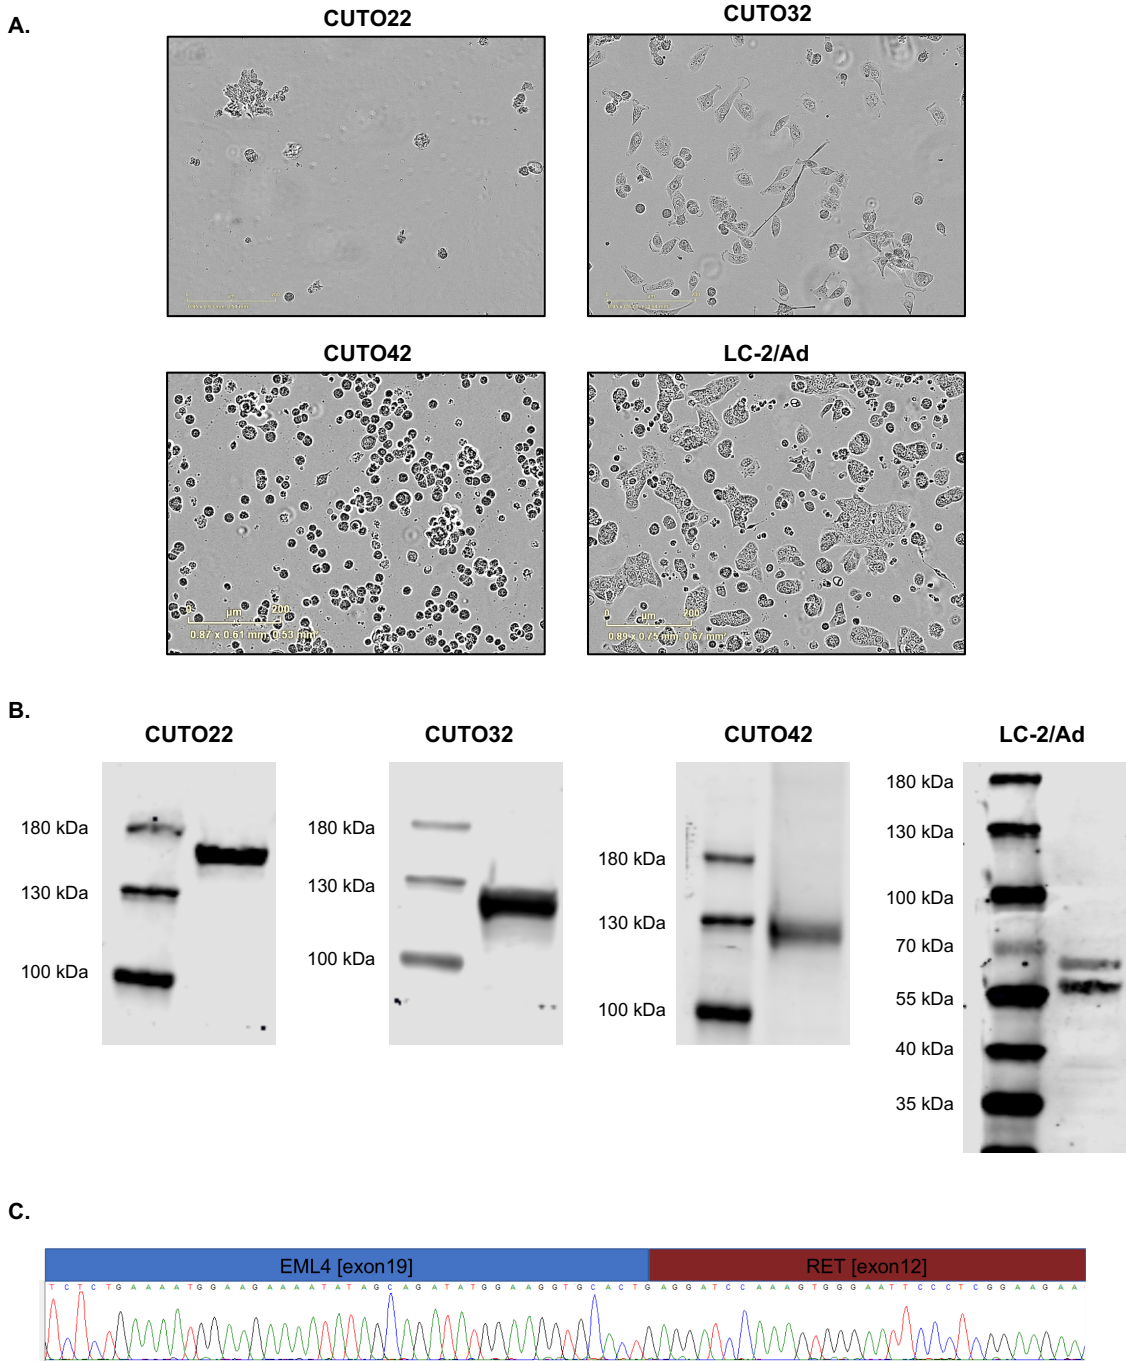 A.
CUTO22
CUTO32
CUTO42
LC-2/Ad
0 µm 200
0.87 x 0.61 mm 0.53 mm²
0 µm 200
0.89 x 0.75 mm 0.67 mm²
B.
CUTO22
CUTO32
CUTO42
LC-2/Ad
180 kDa
130 kDa
100 kDa
180 kDa
130 kDa
100 kDa
180 kDa
130 kDa
100 kDa
180 kDa
130 kDa
100 kDa
70 kDa
55 kDa
40 kDa
35 kDa
C.
EML4 [exon19] RET [exon12]
T C T C T G A A A A T G G A A G A A A A T A T A G C A G A T A T G G A A G G T G C A C T G A G G A T C C A A A G T G G G A A T T C C C T C G G A A G A A